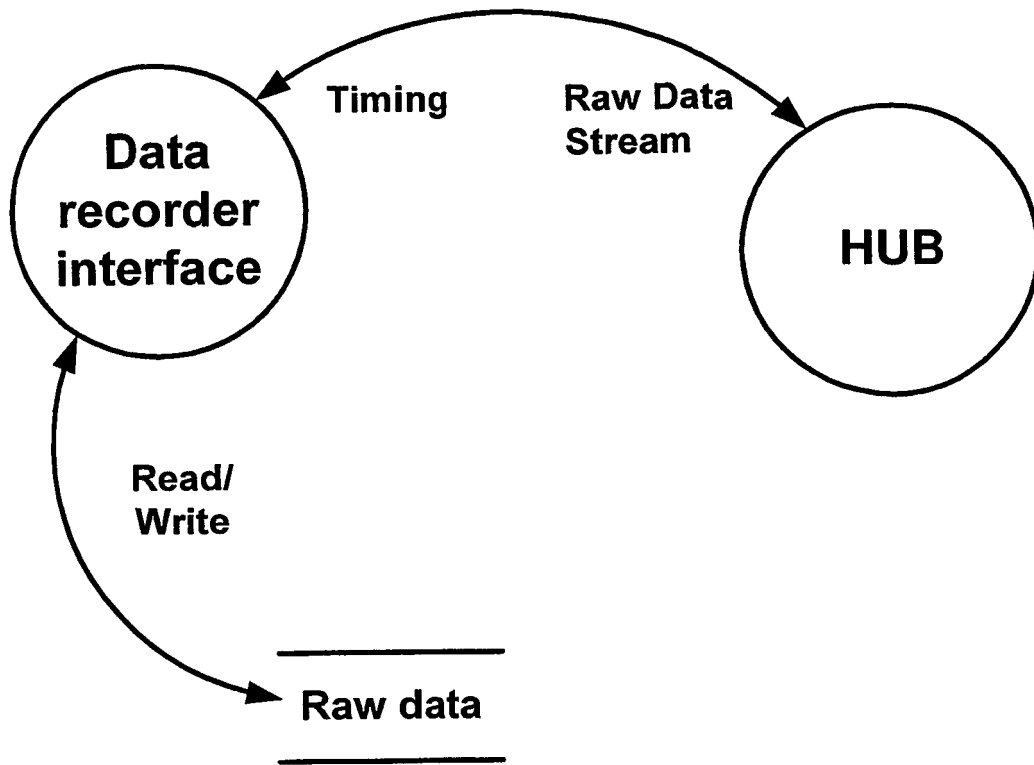 Timing
Raw Data
Stream
Data
recorder
interface
HUB
Read/
Write
Raw data